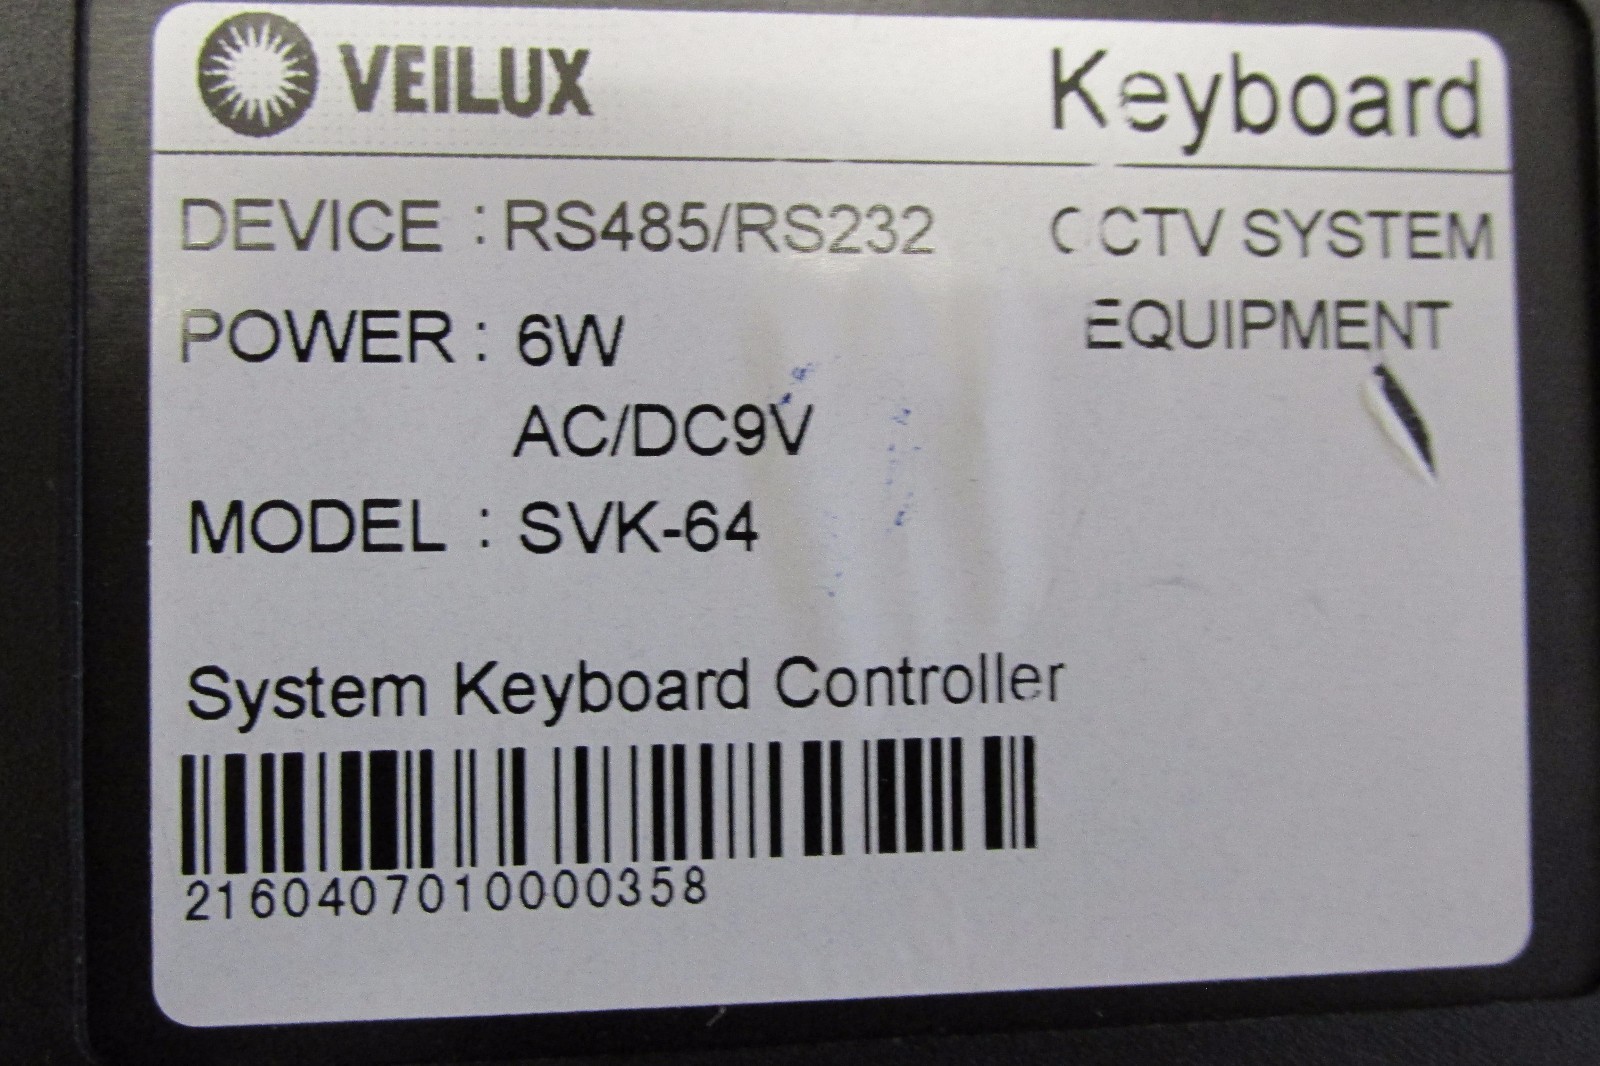 VEILUX Keyboard
DEVICE : RS485/RS232 CCTV SYSTEM
POWER : 6W EQUIPMENT
AC/DC9V
MODEL : SVK-64
System Keyboard Controller
2160407010000358